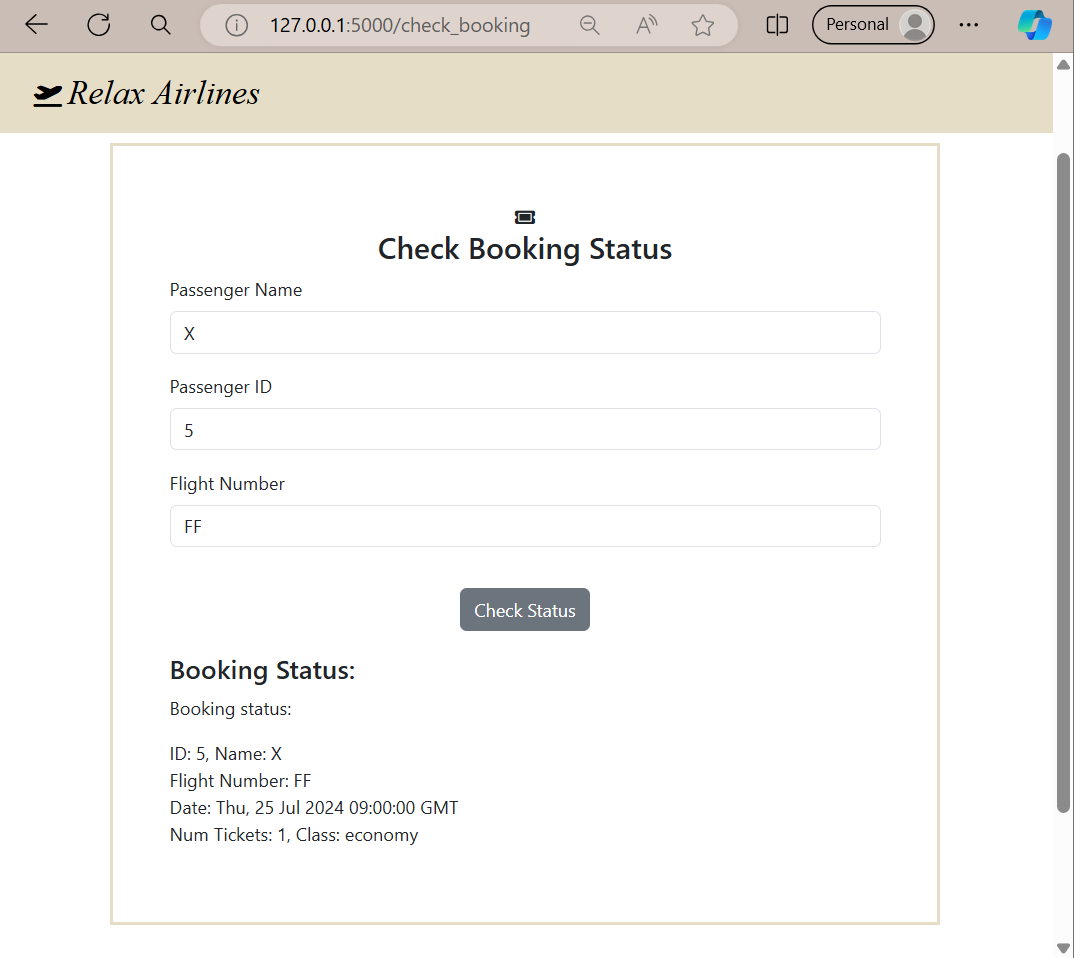 127.0.0.1:5000/check_booking
Personal
Relax Airlines
Check Booking Status
Passenger Name
X
Passenger ID
5
Flight Number
FF
Check Status
Booking Status:
Booking status:
ID: 5, Name: X
Flight Number: FF
Date: Thu, 25 Jul 2024 09:00:00 GMT
Num Tickets: 1, Class: economy